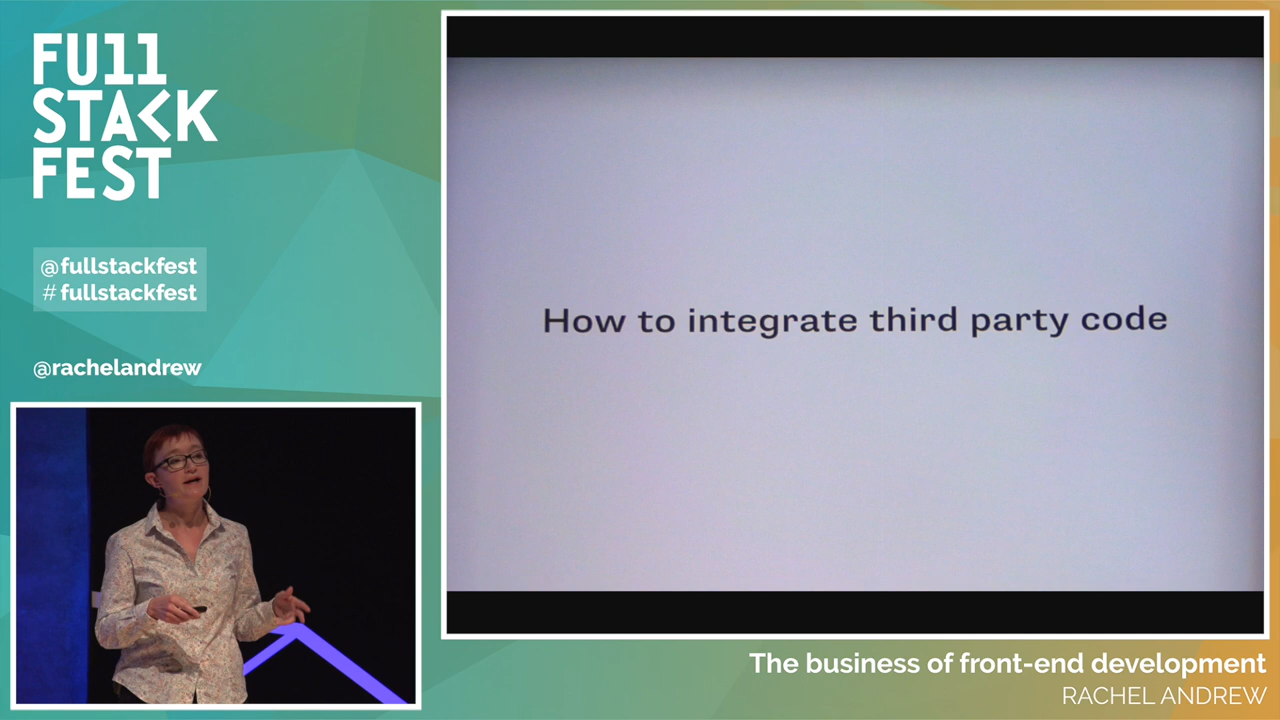 FULL
STACK
FEST
@fullstackfest
# fullstackfest
@rachelandrew
How to integrate third party code
The business of front-end development
RACHEL ANDREW